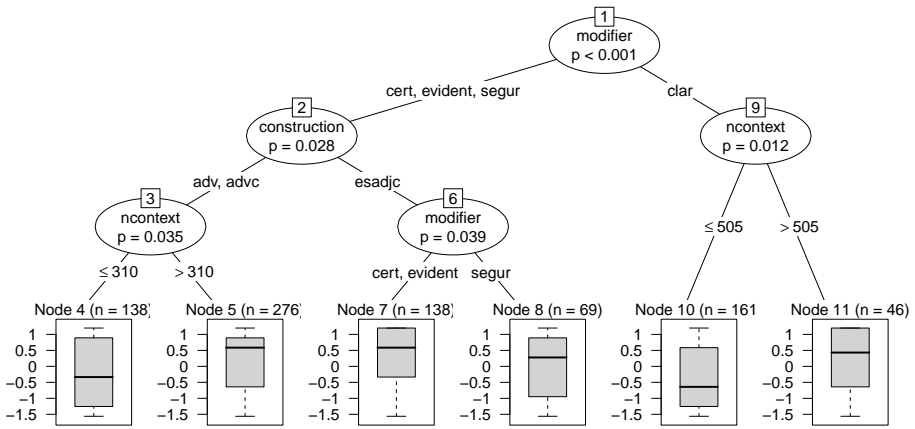 1
modifier
p < 0.001
cert, evident, segur
clar
2
construction
p = 0.028
9
ncontext
p = 0.012
adv, advc
esadjc
3
ncontext
p = 0.035
6
modifier
p = 0.039
≤ 505
> 505
≤ 310
> 310
cert, evident
segur
Node 4 (n = 138)
Node 5 (n = 276)
Node 7 (n = 138)
Node 8 (n = 69)
Node 10 (n = 161
Node 11 (n = 46)
1
0.5
0
−0.5
−1
−1.5
1
0.5
0
−0.5
−1
−1.5
1
0.5
0
−0.5
−1
−1.5
1
0.5
0
−0.5
−1
−1.5
1
0.5
0
−0.5
−1
−1.5
1
0.5
0
−0.5
−1
−1.5